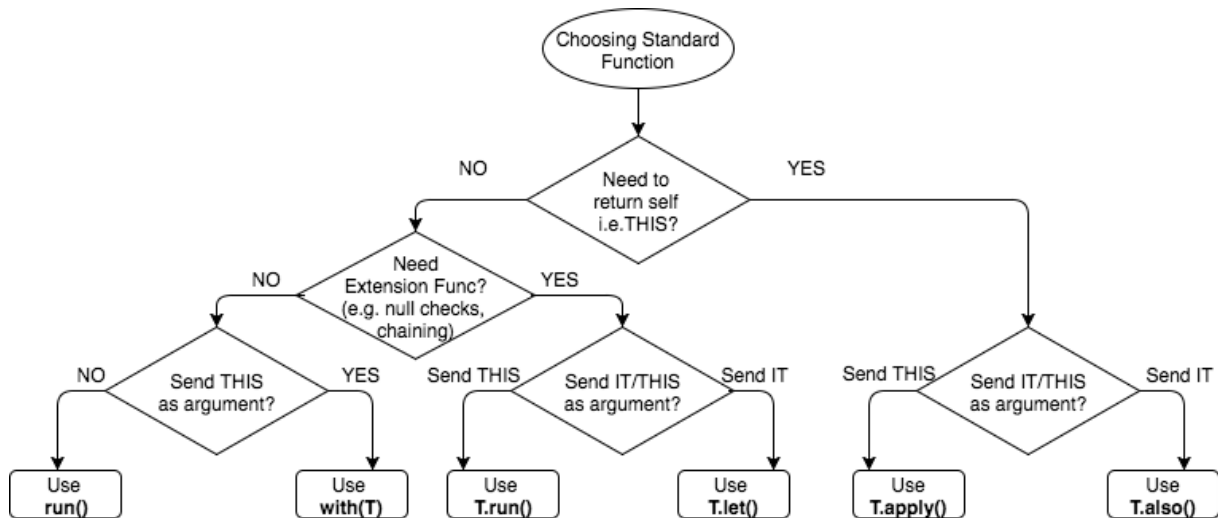 Choosing Standard
Function
NO
YES
Need to
return self
i.e.THIS?
NO
YES
Need
Extension Func?
(e.g. null checks,
chaining)
NO
YES
Send THIS
as argument?
Send THIS
Send IT
Send IT/THIS
as argument?
Send THIS
Send IT
Send IT/THIS
as argument?
Use
run()
Use
with(T)
Use
T.run()
Use
T.let()
Use
T.apply()
Use
T.also()